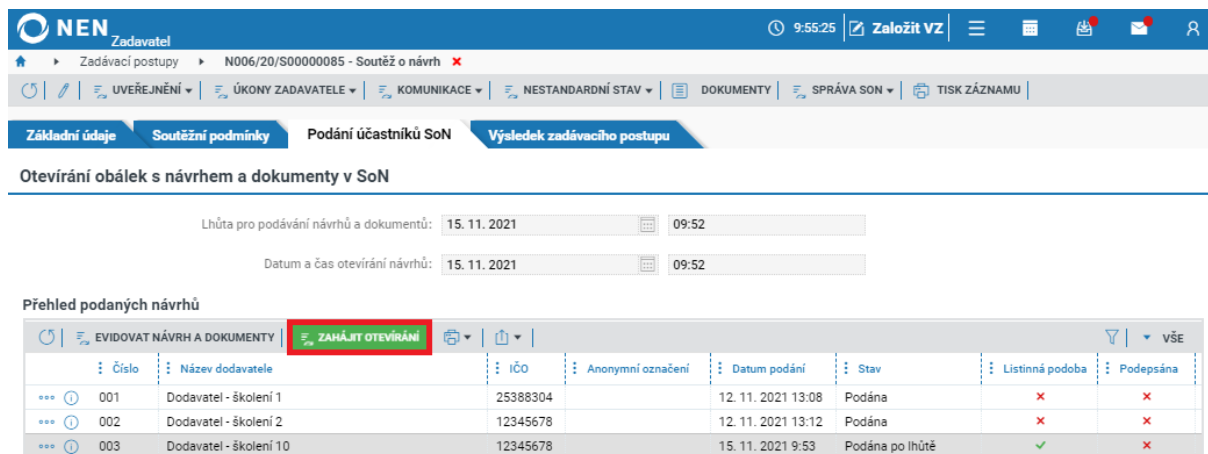 NEN Zadavatel 9:55:25 Založit VZ
Zadávací postupy N006/20/S00000085 - Soutěž o návrh
UVEŘEJNĚNÍ ÚKONY ZADAVATELE KOMUNIKACE NESTANDARDNÍ STAV DOKUMENTY SPRÁVA SON TISK ZÁZNAMU
Základní údaje Soutěžní podmínky Podání účastníků SoN Výsledek zadávacího postupu
Otevírání obálek s návrhem a dokumenty v SoN
Lhůta pro podávání návrhů a dokumentů: 15. 11. 2021 09:52
Datum a čas otevírání návrhů: 15. 11. 2021 09:52
Přehled podaných návrhů
EVIDOVAT NÁVRH A DOKUMENTY ZAHÁJIT OTEVÍRÁNÍ VŠE
Číslo Název dodavatele IČO Anonymní označení Datum podání Stav Listinná podoba Podepsána
001 Dodavatel - školení 1 25388304 12. 11. 2021 13:08 Podána
002 Dodavatel - školení 2 12345678 12. 11. 2021 13:12 Podána
003 Dodavatel - školení 10 12345678 15. 11. 2021 9:53 Podána po lhůtě